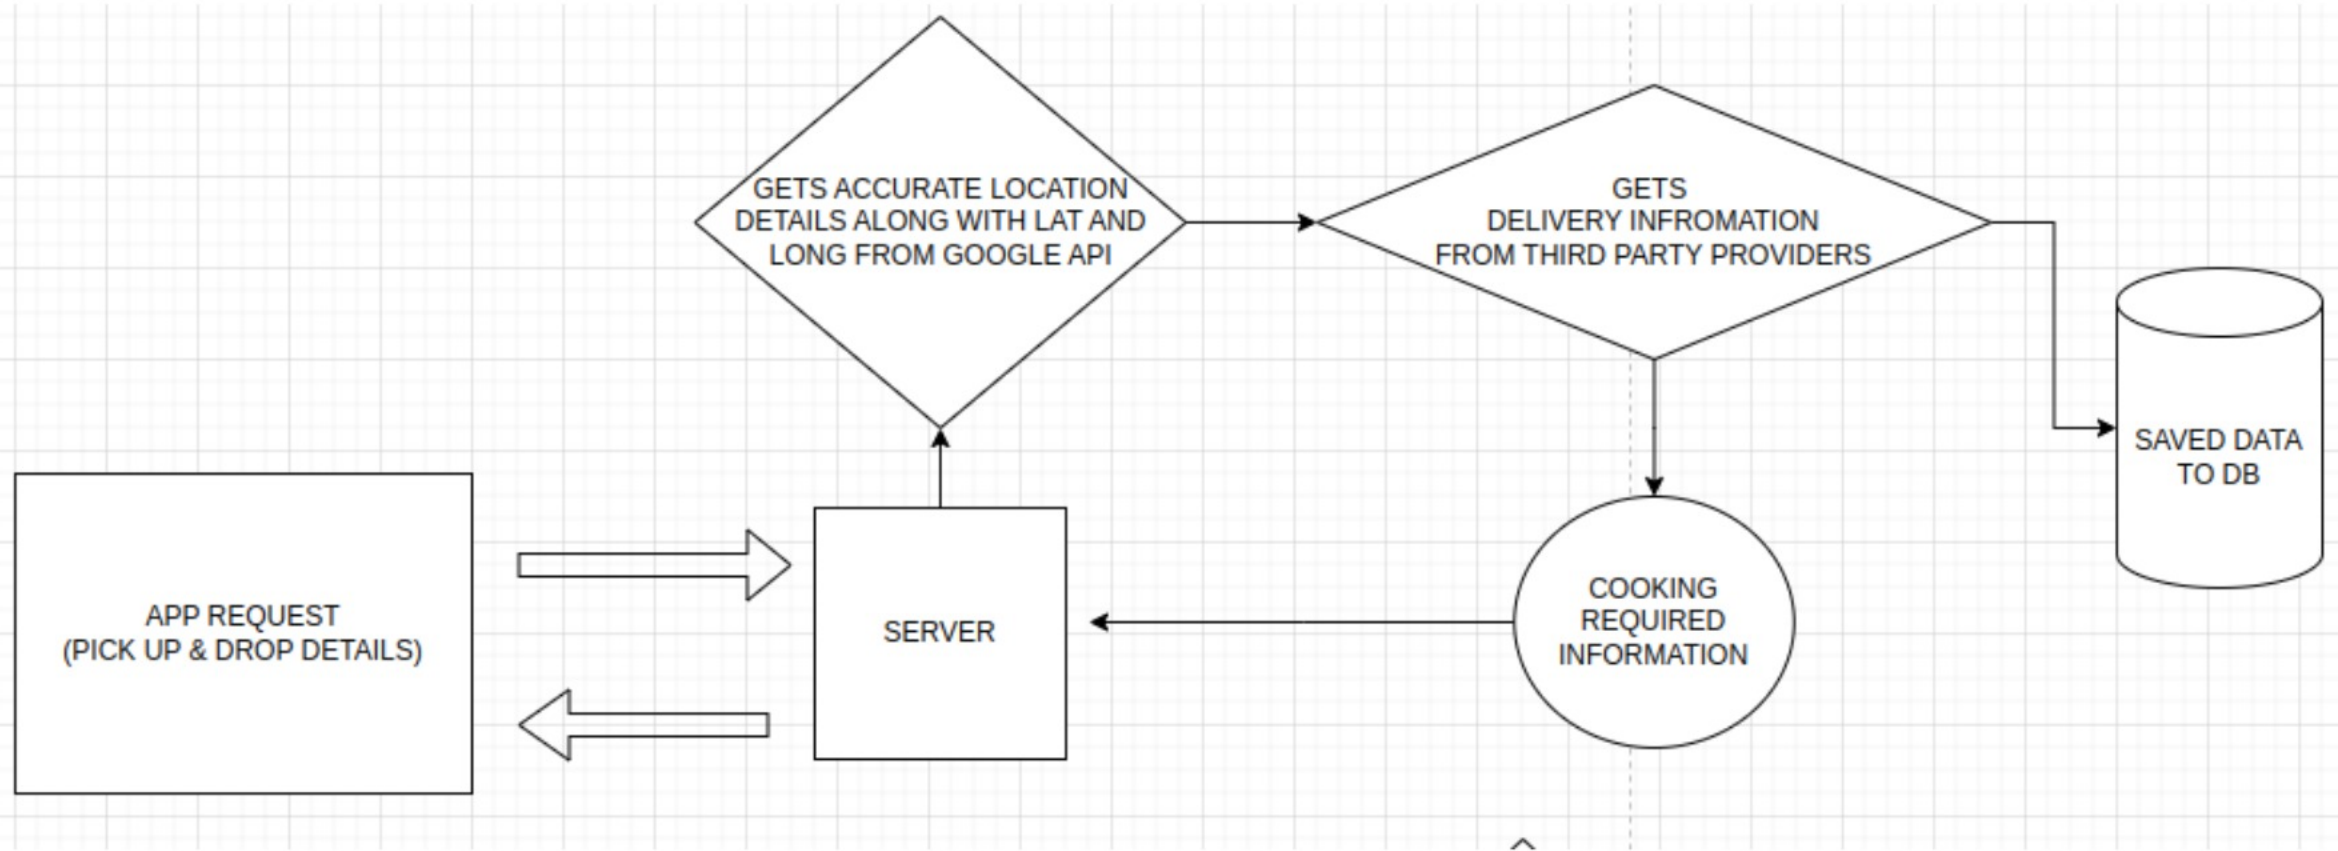 GETS ACCURATE LOCATION
DETAILS ALONG WITH LAT AND
LONG FROM GOOGLE API
GETS
DELIVERY INFROMATION
FROM THIRD PARTY PROVIDERS
SAVED DATA
TO DB
APP REQUEST
(PICK UP & DROP DETAILS)
SERVER
COOKING
REQUIRED
INFORMATION